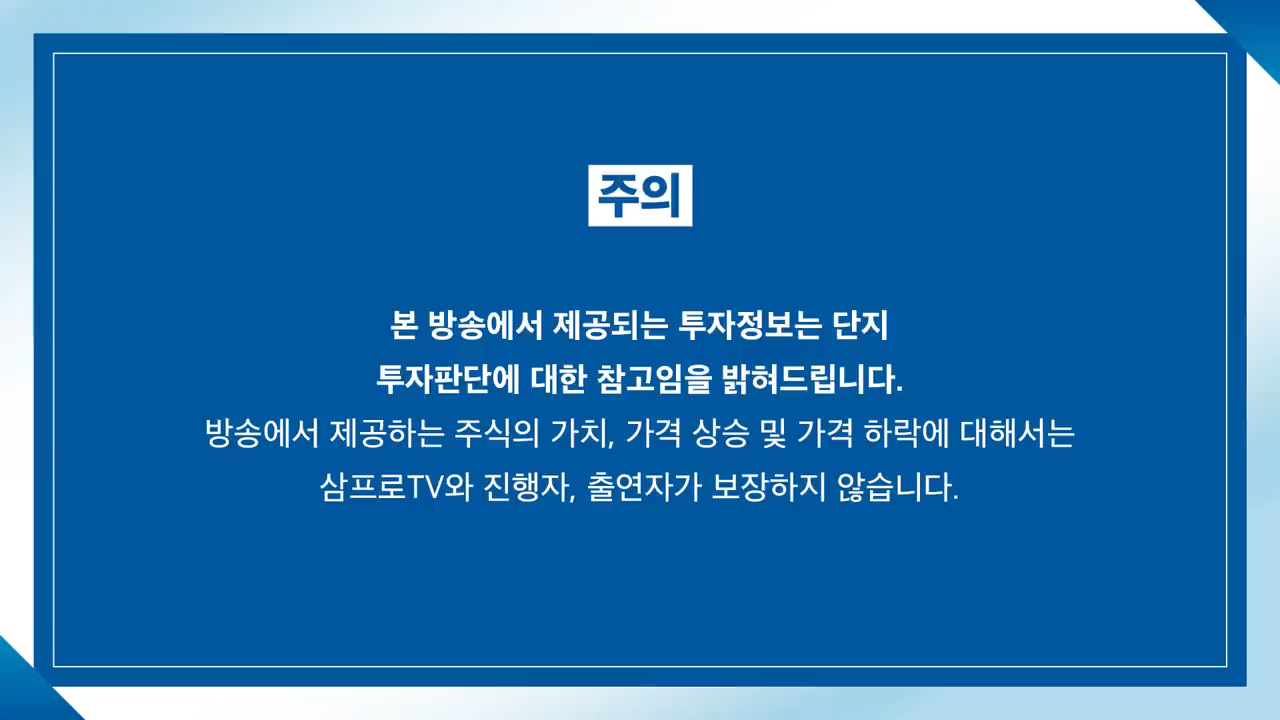 주의
본 방송에서 제공되는 투자정보는 단지
투자판단에 대한 참고임을 밝혀드립니다.
방송에서 제공하는 주식의 가치, 가격 상승 및 가격 하락에 대해서는
삼프로TV와 진행자, 출연자가 보장하지 않습니다.